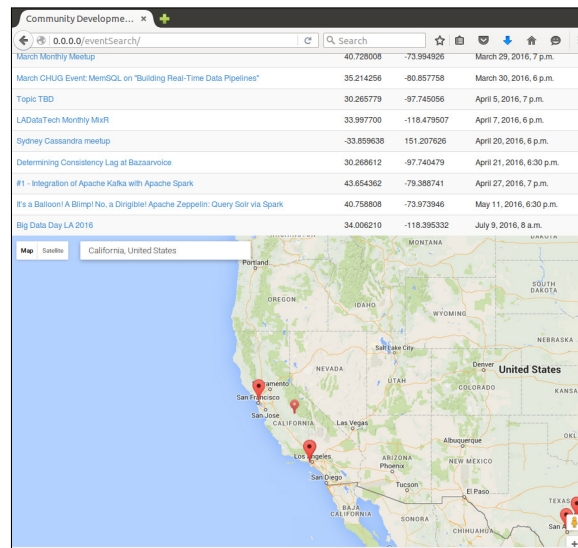 Community Developme... ×
0.0.0.0/eventSearch/
Search
March Monthly Meetup 40.728008 -73.994926 March 29, 2016, 7 p.m.
March CHUG Event: MemSQL on "Building Real-Time Data Pipelines" 35.214256 -80.857758 March 30, 2016, 6 p.m.
Topic TBD 30.265779 -97.745056 April 5, 2016, 7 p.m.
LADataTech Monthly MixR 33.997700 -118.479507 April 7, 2016, 6 p.m.
Sydney Cassandra meetup -33.859638 151.207626 April 20, 2016, 6 p.m.
Determining Consistency Lag at Bazaarvoice 30.268612 -97.740479 April 21, 2016, 6:30 p.m.
#1 - Integration of Apache Kafka with Apache Spark 43.654362 -79.388741 April 27, 2016, 7 p.m.
It's a Balloon! A Blimp! No, a Dirigible! Apache Zeppelin: Query Solr via Spark 40.758808 -73.973946 May 11, 2016, 6:30 p.m.
Big Data Day LA 2016 34.006210 -118.395332 July 9, 2016, 8 a.m.
Map Satellite California, United States
MONTANA
Portland
OREGON
IDAHO
SOUTH
DAKOTA
WYOMING
NEBRASKA
Salt Lake City
NEVADA
Denver
United States
UTAH
COLORADO
KANSA
San Francisco
San Jose
CALIFORNIA
Las Vegas
Albuquerque
OKL
Los Angeles
ARIZONA
NEW MEXICO
Phoenix
San Diego
Tucson
El Paso
TEXAS
BAJA
CALIFORNIA
SONORA
San A
CHIHUAHUA